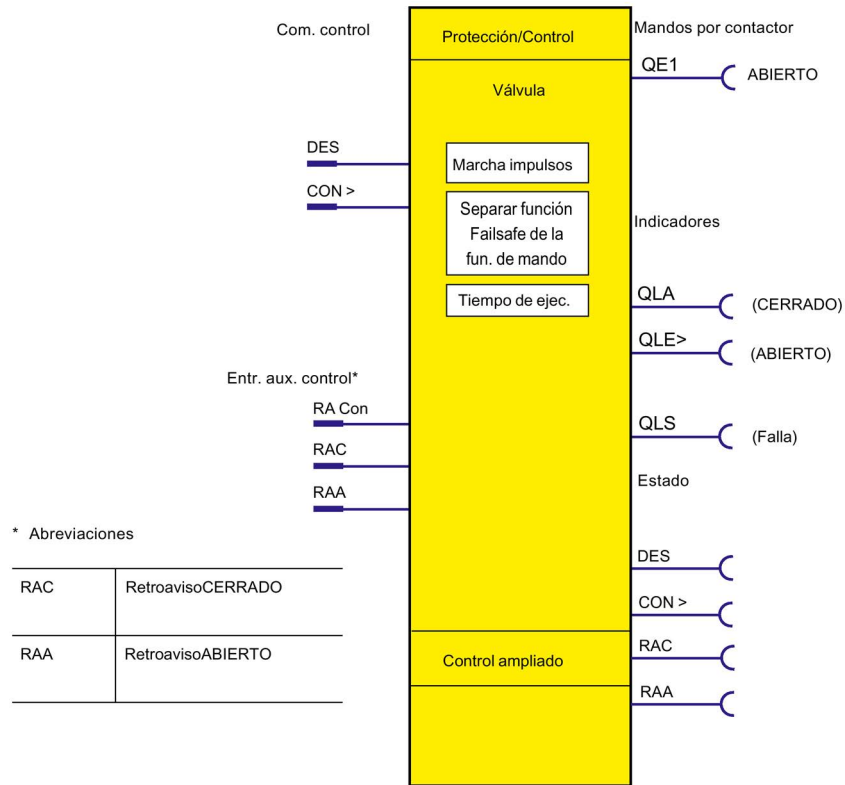 Com. control
Protección/Control
Mandos por contactor
QE1
ABIERTO
Válvula
DES
Marcha impulsos
CON >
Separar función
Failsafe de la
fun. de mando
Indicadores
Tiempo de ejec.
QLA
(CERRADO)
QLE>
(ABIERTO)
Entr. aux. control*
RA Con
QLS
(Falla)
RAC
Estado
RAA
* Abreviaciones
DES
RAC RetroavisoCERRADO
CON >
RAA RetroavisoABIERTO
Control ampliado
RAC
RAA